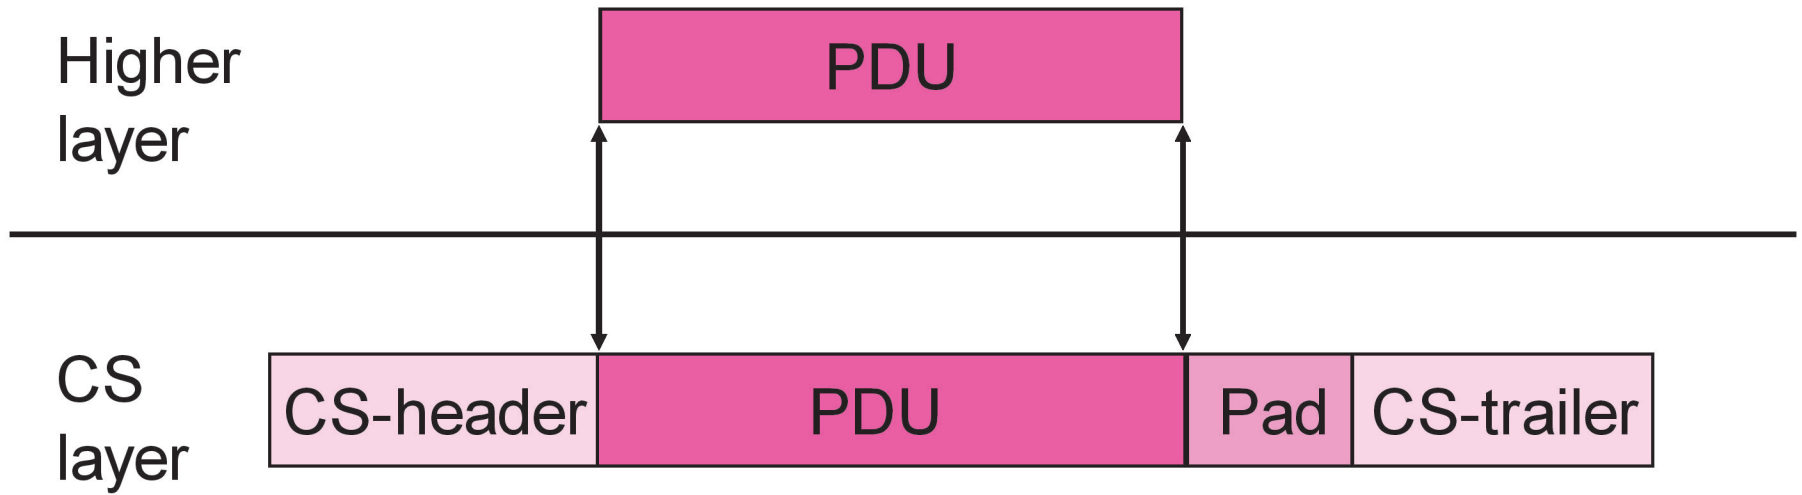 Higher
layer
PDU
CS
layer
CS-header
PDU
Pad
CS-trailer